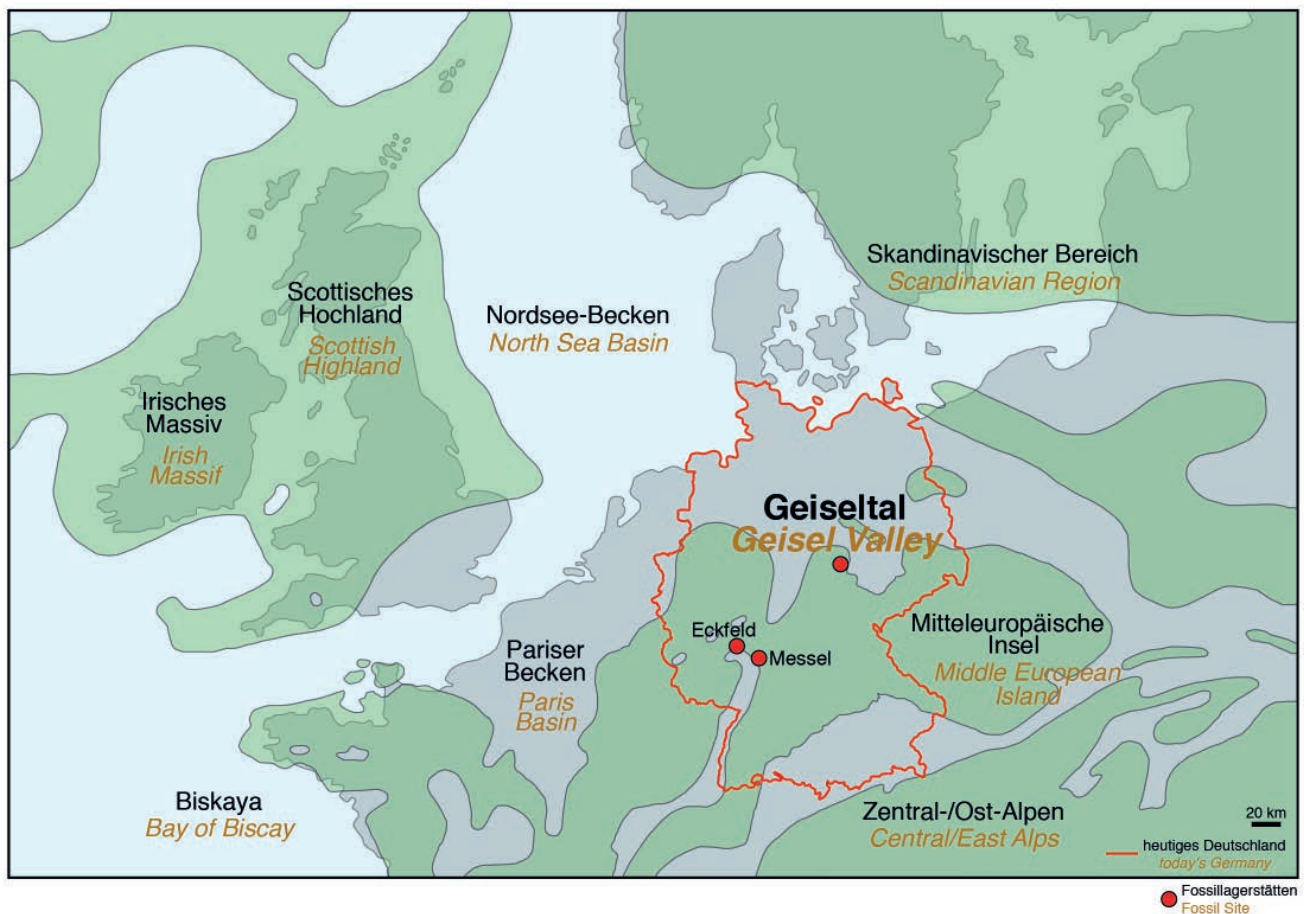 Skandinavischer Bereich
Scandinavian Region
Scottisches
Hochland
Scottish
Highland
Nordsee-Becken
North Sea Basin
Irisches
Massiv
Irish
Massif
Geiseltal
Geisel Valley
Eckfeld
Messel
Mitteleuropäische
Insel
Middle European
Island
Pariser
Becken
Paris
Basin
Biskaya
Bay of Biscay
Zentral-/Ost-Alpen
Central/East Alps
20 km
heutiges Deutschland
today's Germany
Fossillagerstätten
Fossil Site